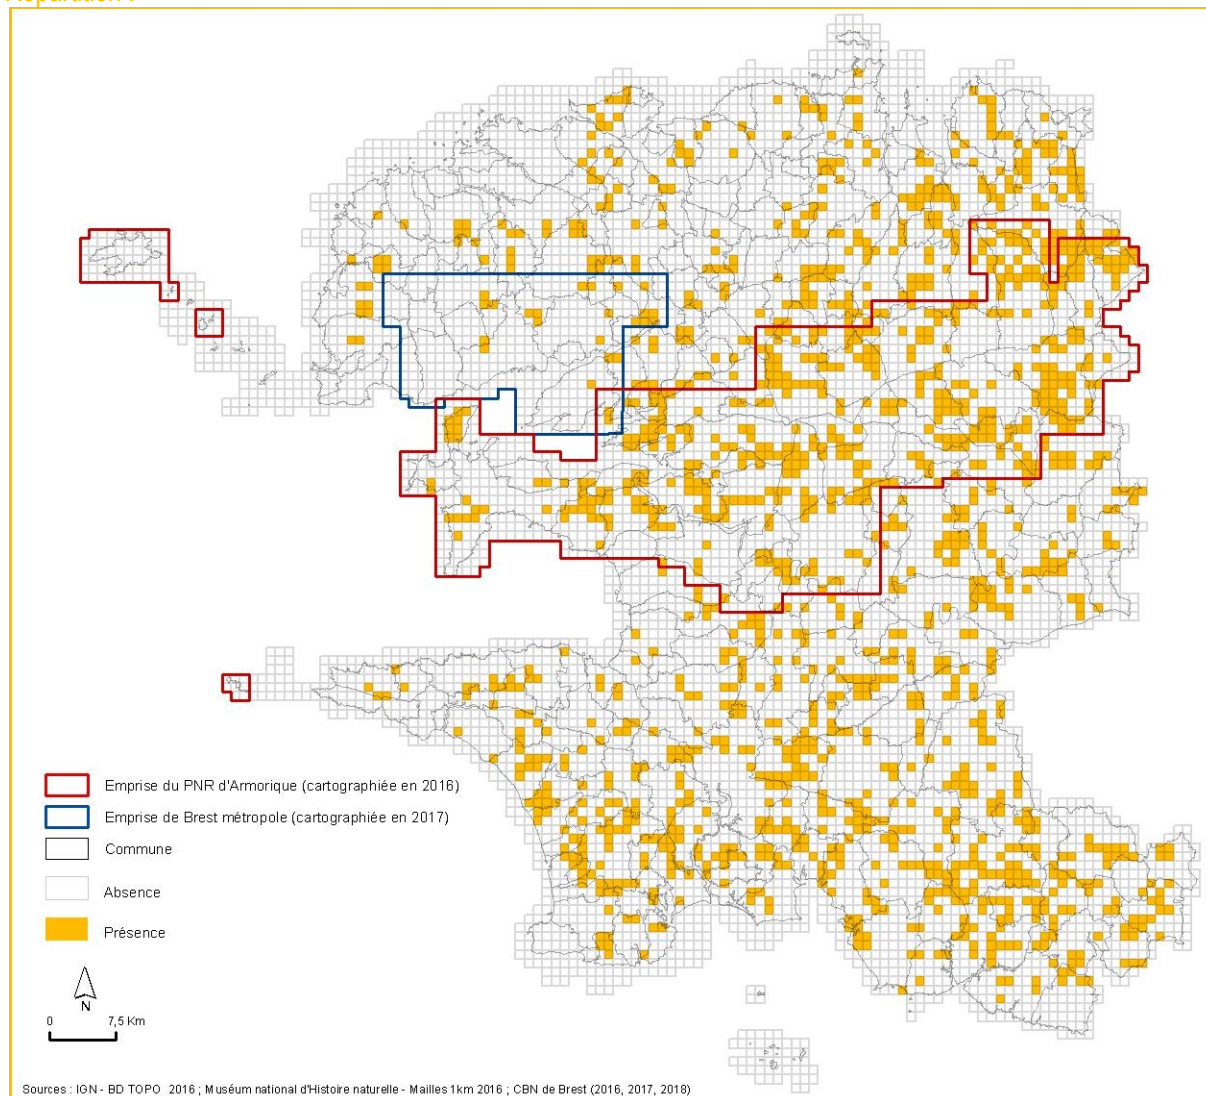 Emprise du PNR d'Armorique (cartographiée en 2016)
Emprise de Brest métropole (cartographiée en 2017)
Commune
Absence
Présence
N
0 7,5 Km
Sources : IGN - BD TOPO 2016 ; Muséum national d'Histoire naturelle - Mailles 1km 2016 ; CBN de Brest (2016, 2017, 2018)